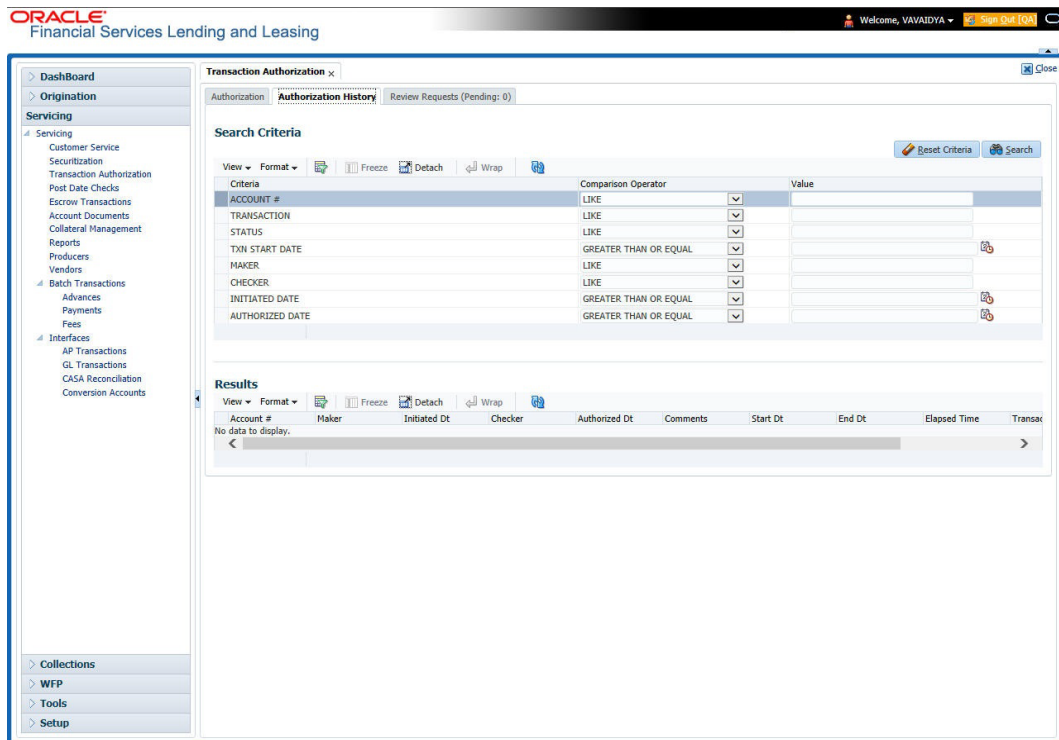 ORACLE®
Financial Services Lending and Leasing
Welcome, VAVAIDYA
Sign Out [QA]
Close
DashBoard
Origination
Servicing
Servicing
Customer Service
Securitization
Transaction Authorization
Post Date Checks
Escrow Transactions
Account Documents
Collateral Management
Reports
Producers
Vendors
Batch Transactions
Advances
Payments
Fees
Interfaces
AP Transactions
GL Transactions
CASA Reconciliation
Conversion Accounts
Collections
WFP
Tools
Setup
Transaction Authorization x
Authorization Authorization History Review Requests (Pending: 0)
Search Criteria
Reset Criteria Search
View Format Freeze Detach Wrap
Criteria Comparison Operator Value
ACCOUNT # LIKE
TRANSACTION LIKE
STATUS LIKE
TXN START DATE GREATER THAN OR EQUAL
MAKER LIKE
CHECKER LIKE
INITIATED DATE GREATER THAN OR EQUAL
AUTHORIZED DATE GREATER THAN OR EQUAL
Results
View Format Freeze Detach Wrap
Account # Maker Initiated Dt Checker Authorized Dt Comments Start Dt End Dt Elapsed Time Transac
No data to display.